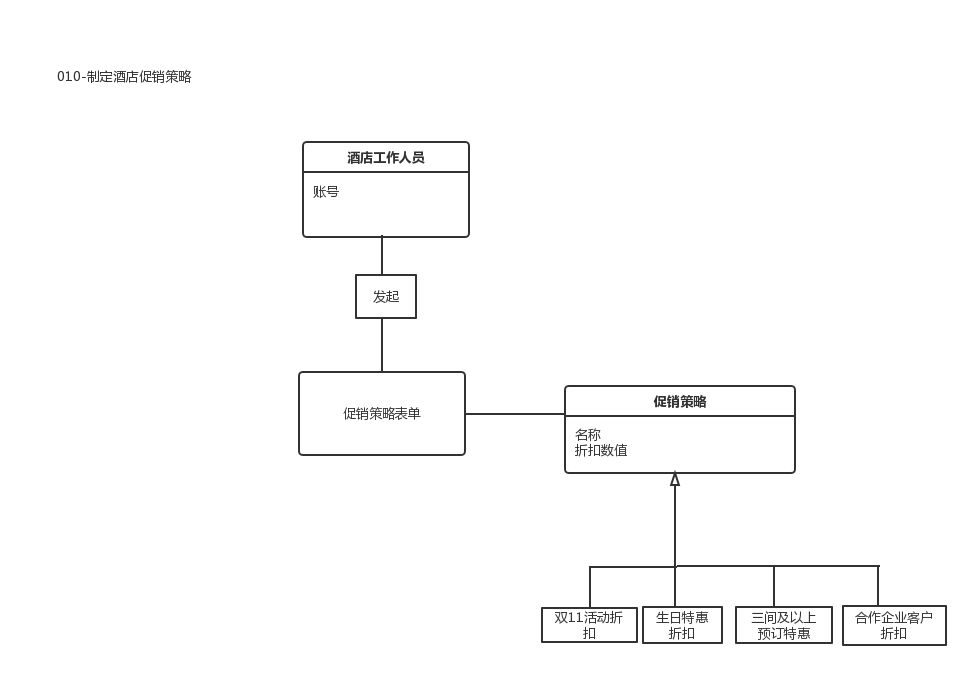 010-制定酒店促销策略
酒店工作人员
账号
发起
促销策略表单
促销策略
名称
折扣数值
双11活动折
扣
生日特惠
折扣
三间及以上
预订特惠
合作企业客户
折扣